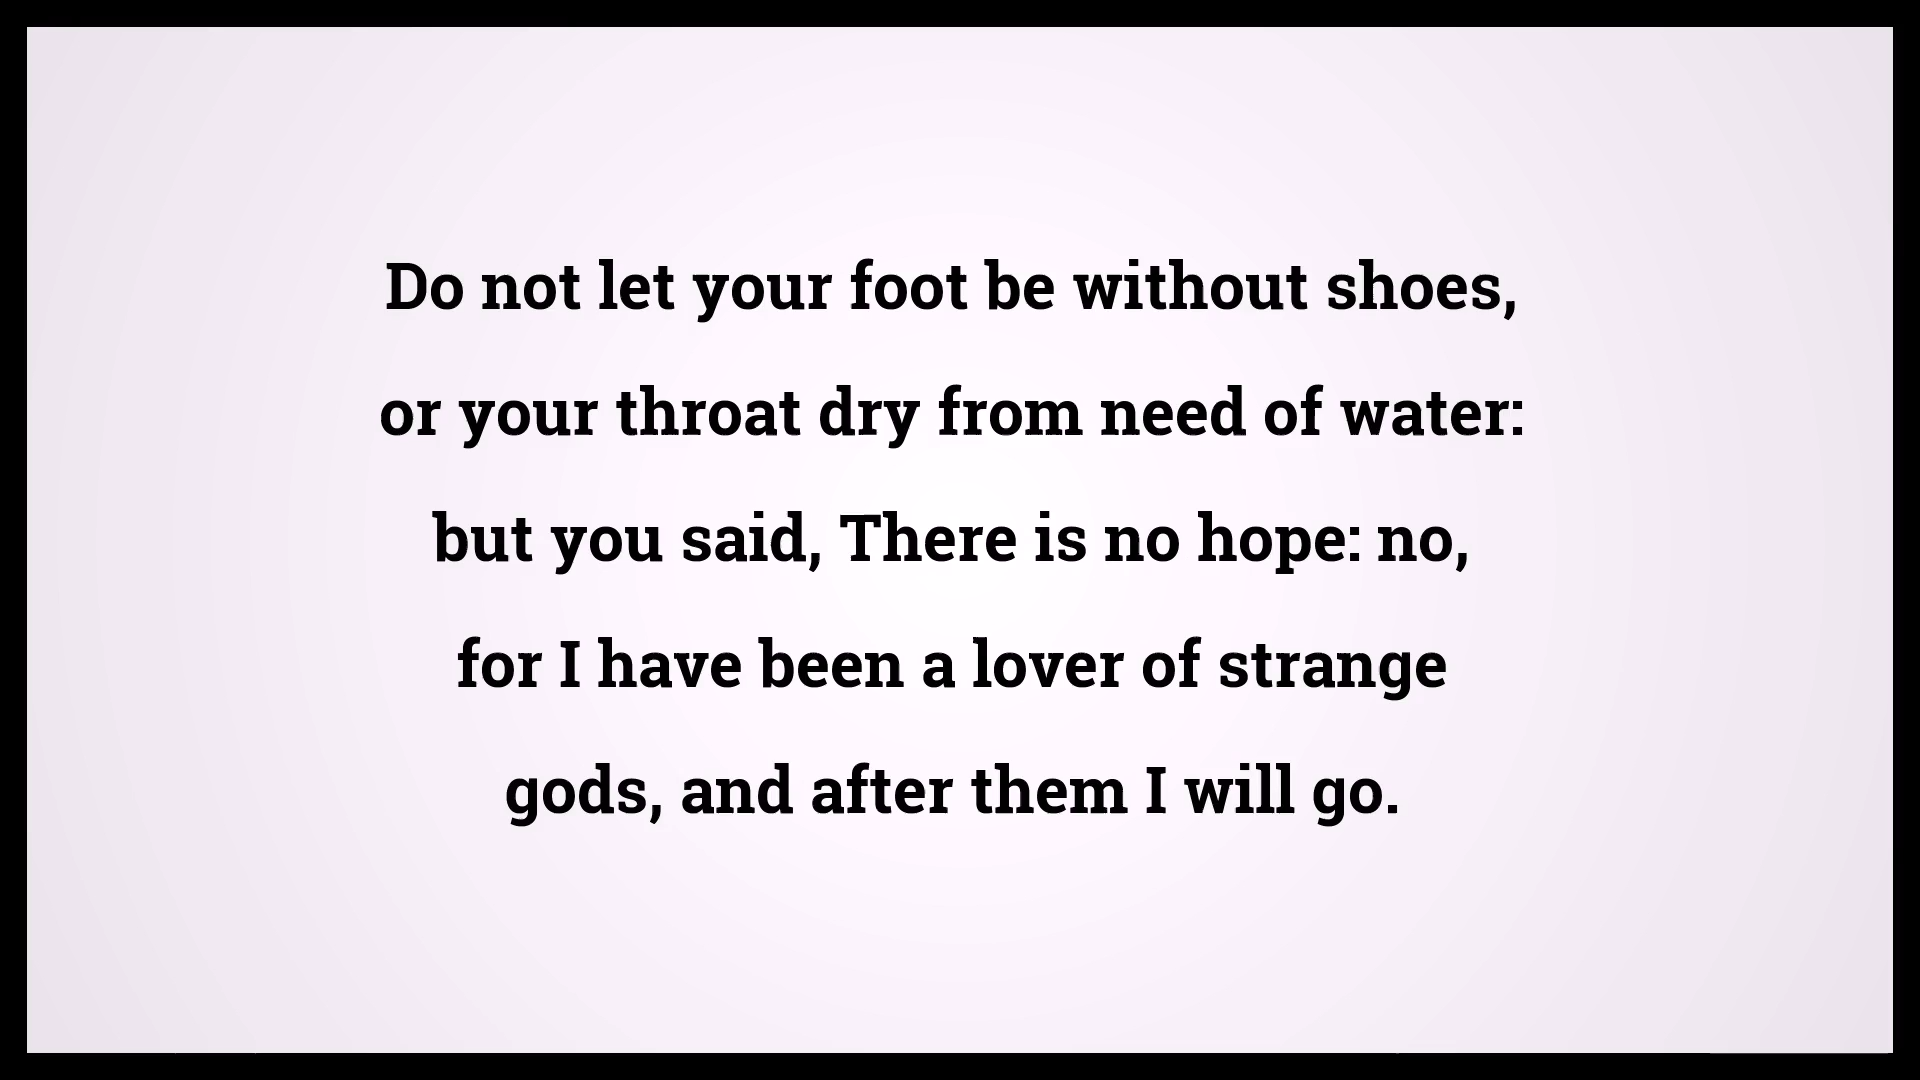 Do not let your foot be without shoes,
or your throat dry from need of water:
but you said, There is no hope: no,
for I have been a lover of strange
gods, and after them I will go.